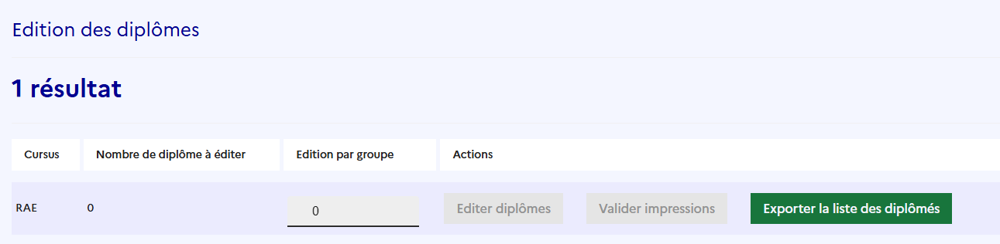 Edition des diplômes
1 résultat
Cursus Nombre de diplôme à éditer Edition par groupe Actions
RAE 0 0 Editer diplômes Valider impressions Exporter la liste des diplômés